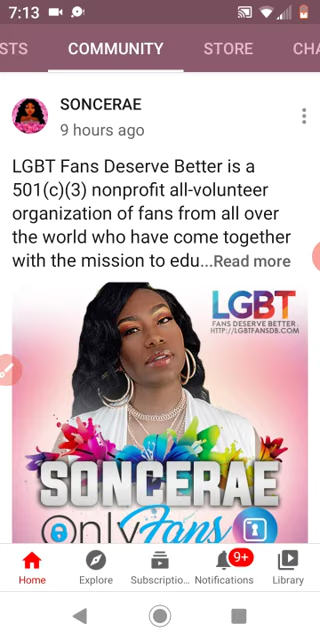 7:13
STS COMMUNITY STORE CHA
SONCERAE
9 hours ago
LGBT Fans Deserve Better is a
501(c)(3) nonprofit all-volunteer
organization of fans from all over
the world who have come together
with the mission to edu...Read more
LGBT
FANS DESERVE BETTER
HTTP://LGBTFANSDB.COM
SONCERAE
OnlyFans
9+
Home Explore Subscriptio... Notifications Library